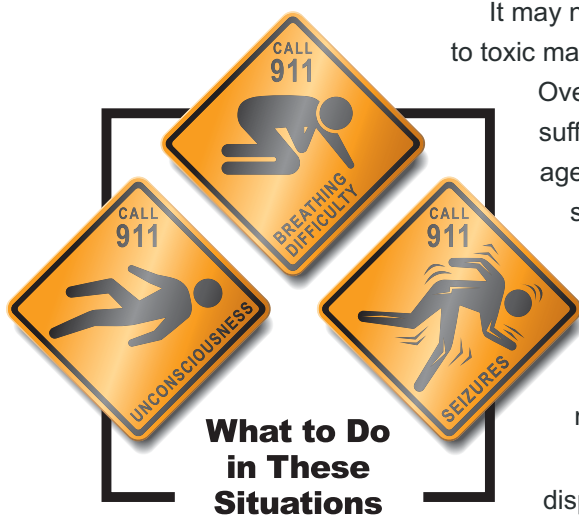 It may
to toxic
Ove
suff
age
s
disp
CALL
911
BREATHING
DIFFICULTY
CALL
911
UNCONSCIOUSNESS
CALL
911
SEIZURES
What to Do
in These
Situations